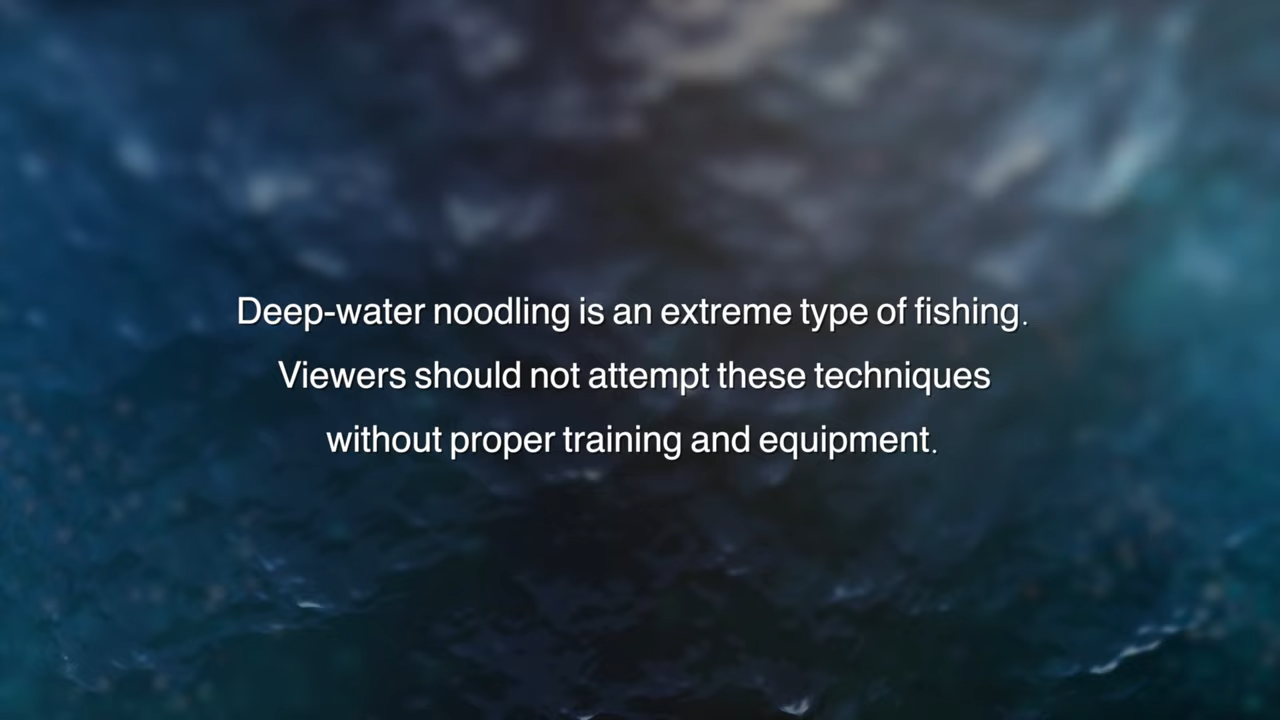 Deep-water noodling is an extreme type of fishing.
Viewers should not attempt these techniques
without proper training and equipment.